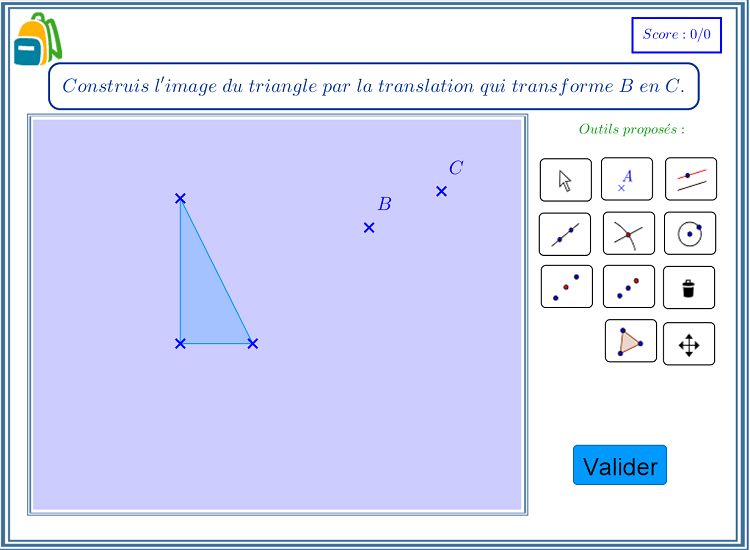 Score : 0/0
Construis l'image du triangle par la translation qui transforme B en C.
Outils proposés :
C
A
B
Valider